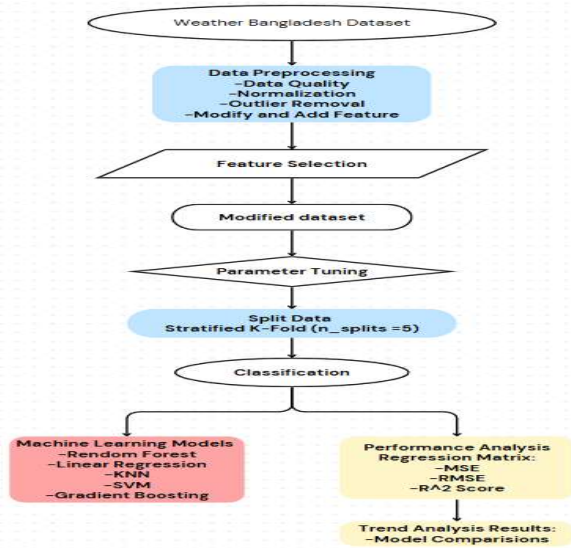 Weather Bangladesh Dataset
Data Preprocessing
-Data Quality
-Normalization
-Outlier Removal
-Modify and Add Feature
Feature Selection
Modified dataset
Parameter Tuning
Split Data
Stratified K-Fold (n_splits =5)
Classification
Machine Learning Models
-Rendom Forest
-Linear Regression
-KNN
-SVM
-Gradient Boosting
Performance Analysis
Regression Matrix:
-MSE
-RMSE
-R^2 Score
Trend Analysis Results:
-Model Comparisions